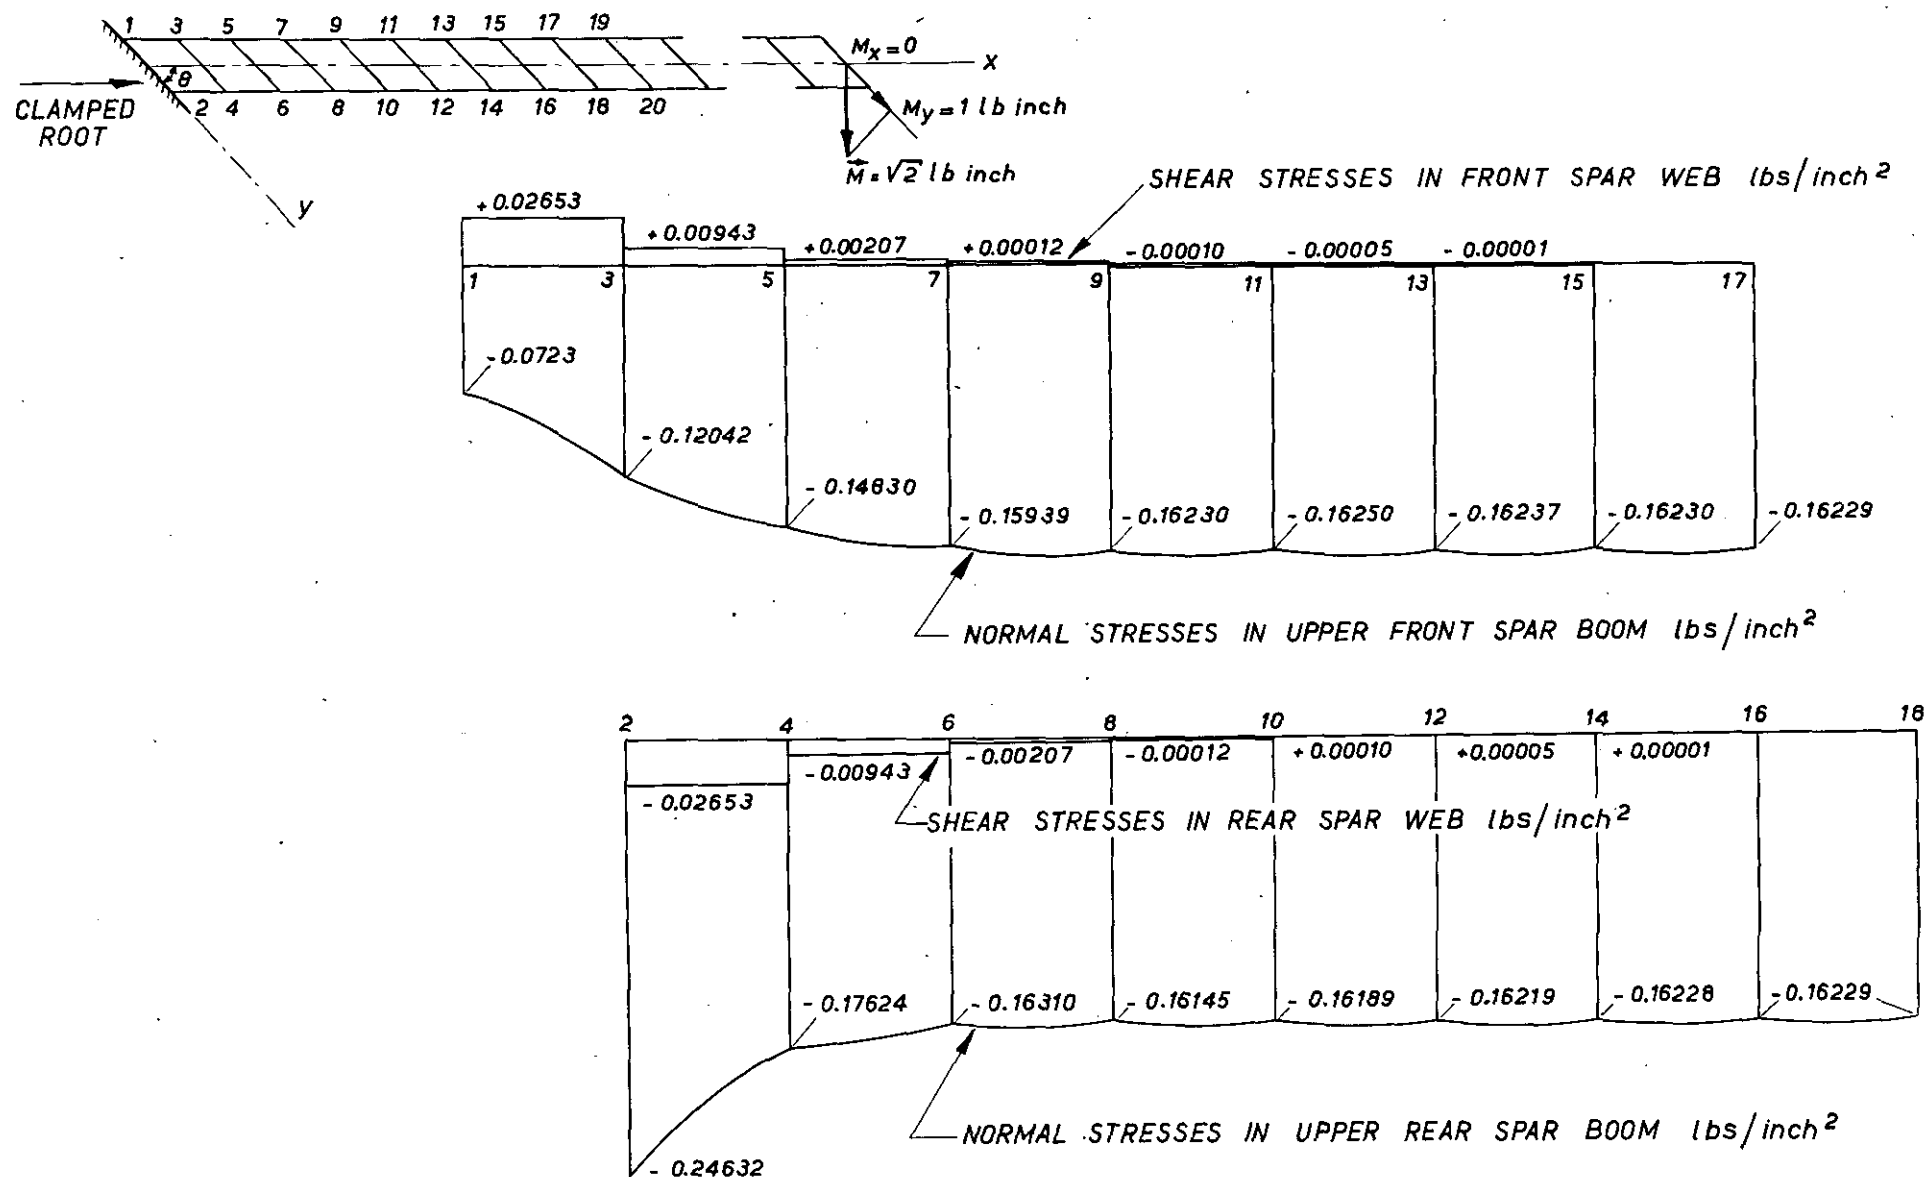 1 3 5 7 9 11 13 15 17 19
Mx = 0
x
θ
CLAMPED
ROOT
2 4 6 8 10 12 14 16 18 20
My = 1 lb inch
M = √2 lb inch
y
SHEAR STRESSES IN FRONT SPAR WEB lbs/inch²
+0.02653
+0.00943
+0.00207 +0.00012 -0.00010 -0.00005 -0.00001
1 3 5 7 9 11 13 15 17
-0.0723
-0.12042
-0.14830
-0.15939 -0.16230 -0.16250 -0.16237 -0.16230 -0.16229
NORMAL STRESSES IN UPPER FRONT SPAR BOOM lbs/inch²
2 4 6 8 10 12 14 16 18
-0.02653 -0.00943 -0.00207 -0.00012 +0.00010 +0.00005 +0.00001
SHEAR STRESSES IN REAR SPAR WEB lbs/inch²
-0.17624 -0.16310 -0.16145 -0.16189 -0.16219 -0.16228 -0.16229
NORMAL STRESSES IN UPPER REAR SPAR BOOM lbs/inch²
-0.24632